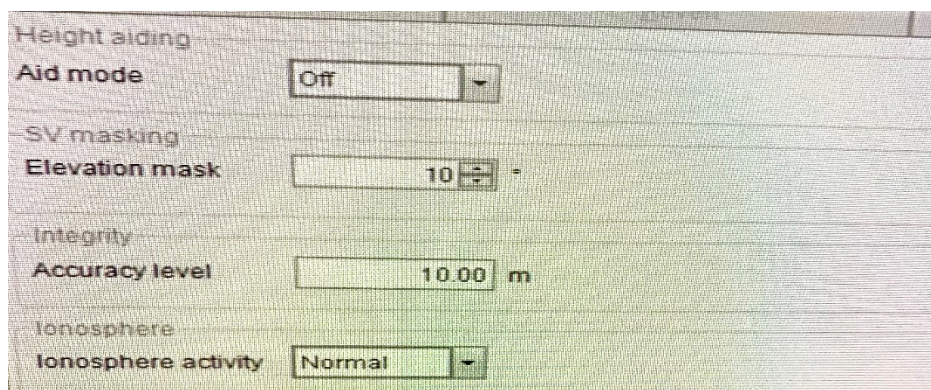 Height aiding
Aid mode Off
SV masking
Elevation mask 10 °
Integrity
Accuracy level 10.00 m
Ionosphere
Ionosphere activity Normal